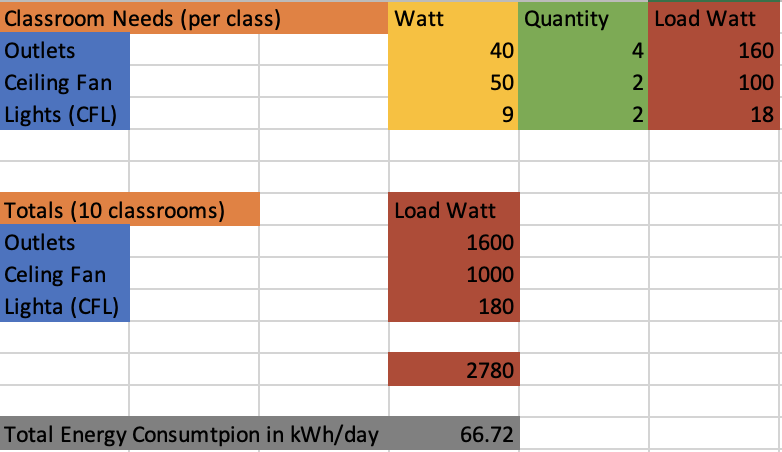 Classroom Needs (per class) Watt Quantity Load Watt
Outlets 40 4 160
Ceiling Fan 50 2 100
Lights (CFL) 9 2 18
Totals (10 classrooms) Load Watt
Outlets 1600
Celing Fan 1000
Lighta (CFL) 180
2780
Total Energy Consumtpion in kWh/day 66.72